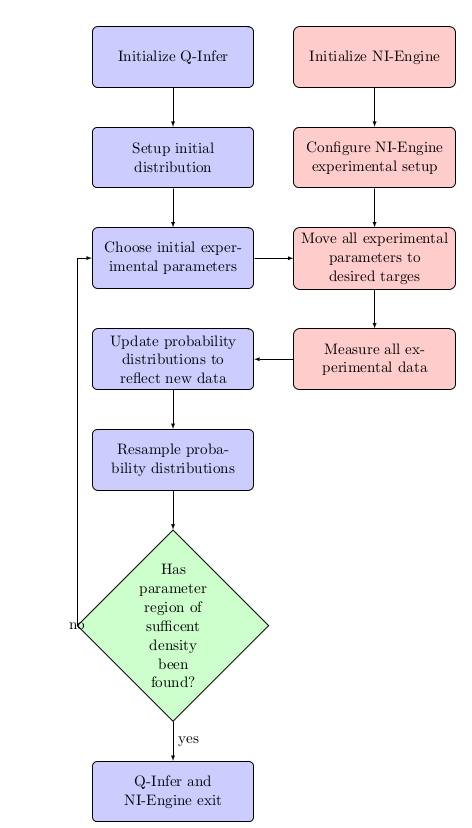 Initialize Q-Infer
Initialize NI-Engine
Setup initial
distribution
Configure NI-Engine
experimental setup
Choose initial exper-
imental parameters
Move all experimental
parameters to
desired targes
Update probability
distributions to
reflect new data
Measure all ex-
perimental data
Resample proba-
bility distributions
Has
parameter
region of
sufficent
density
been
found?
no
yes
Q-Infer and
NI-Engine exit